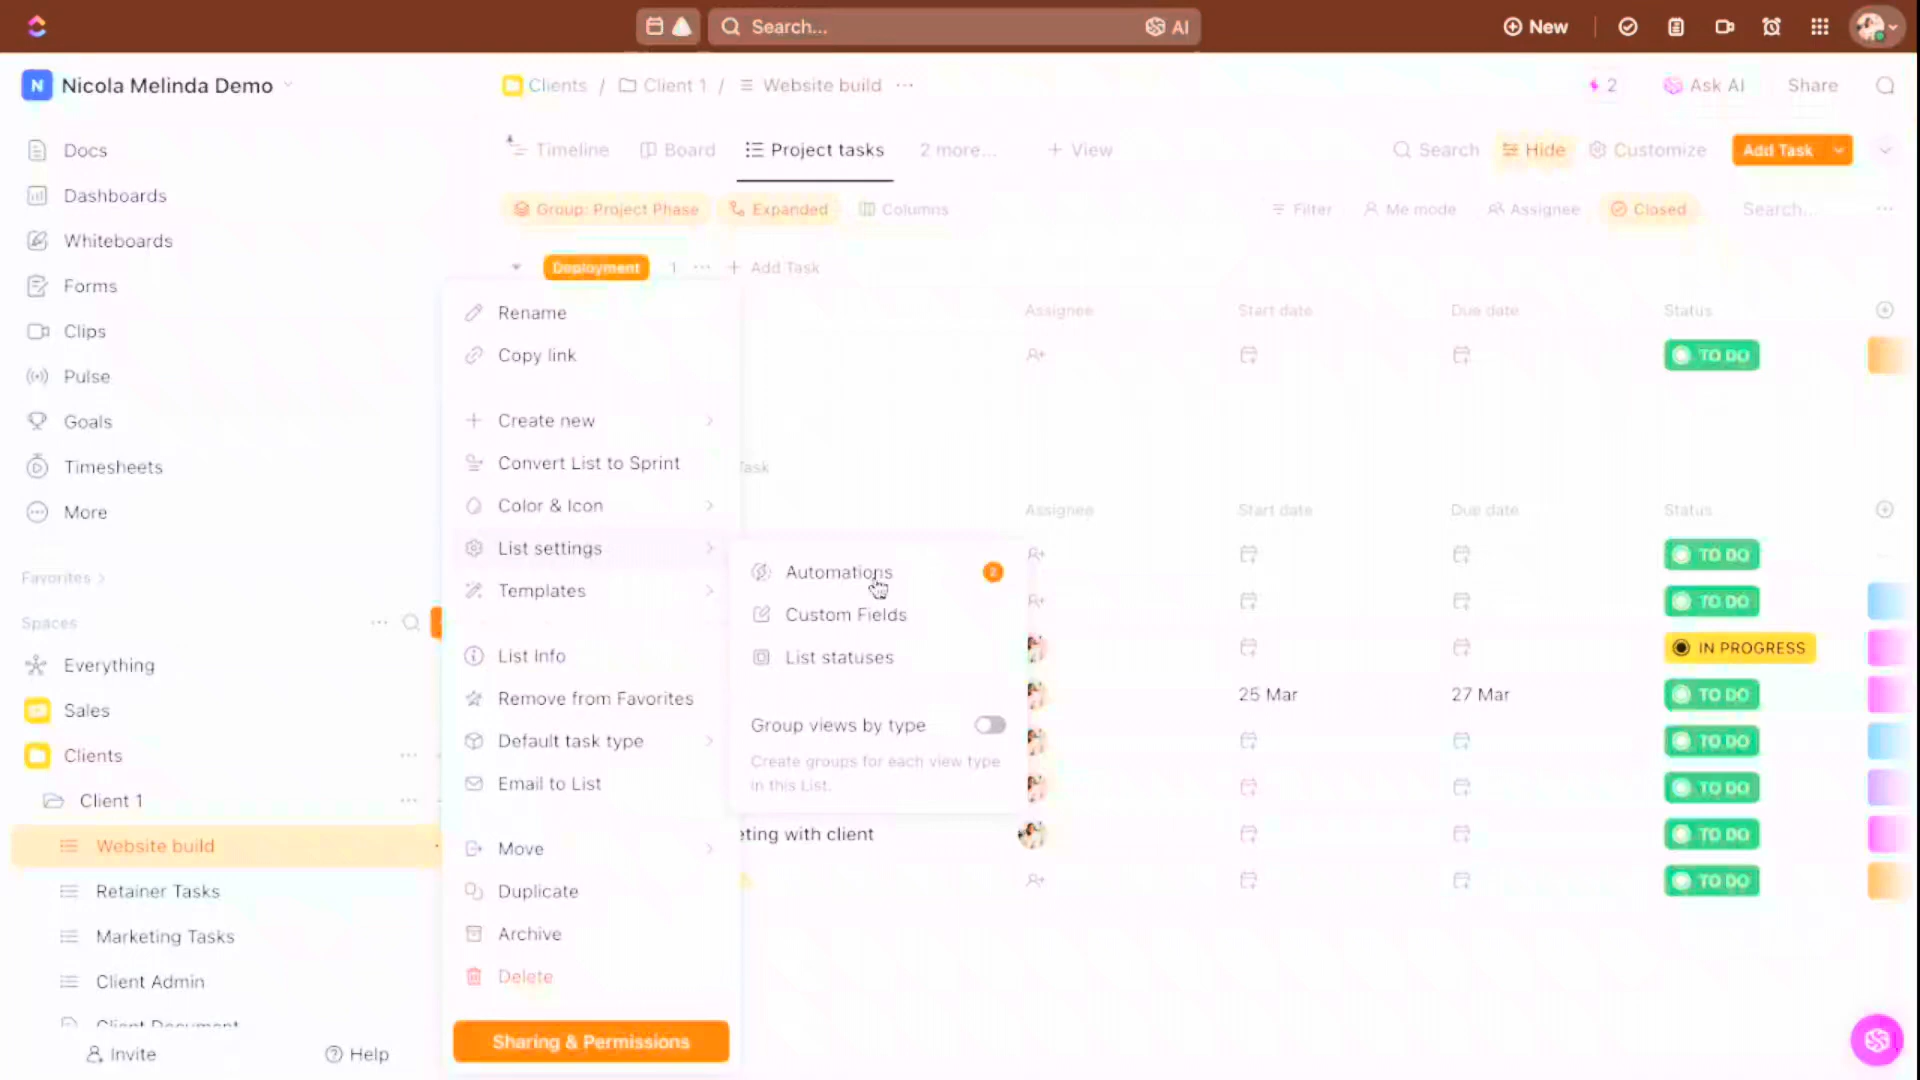 Search...
AI
New
N Nicola Melinda Demo
Clients / Client 1 / Website build
2
Ask AI
Share
Docs
Dashboards
Whiteboards
Forms
Clips
Pulse
Goals
Timesheets
More
Favorites
Spaces
Everything
Sales
Clients
Client 1
Website build
Retainer Tasks
Marketing Tasks
Client Admin
Client Document
Invite
Help
Timeline
Board
Project tasks
2 more...
+ View
Search
Hide
Customize
Add Task
Group: Project Phase
Expanded
Columns
Filter
Me mode
Assignee
Closed
Search...
Deployment
1
+ Add Task
Assignee
Start date
Due date
Status
TO DO
Task
Assignee
Start date
Due date
Status
TO DO
TO DO
IN PROGRESS
25 Mar
27 Mar
TO DO
TO DO
TO DO
eting with client
TO DO
TO DO
Rename
Copy link
Create new
Convert List to Sprint
Color & Icon
List settings
Templates
List Info
Remove from Favorites
Default task type
Email to List
Move
Duplicate
Archive
Delete
Sharing & Permissions
Automations
2
Custom Fields
List statuses
Group views by type
Create groups for each view type
in this List.